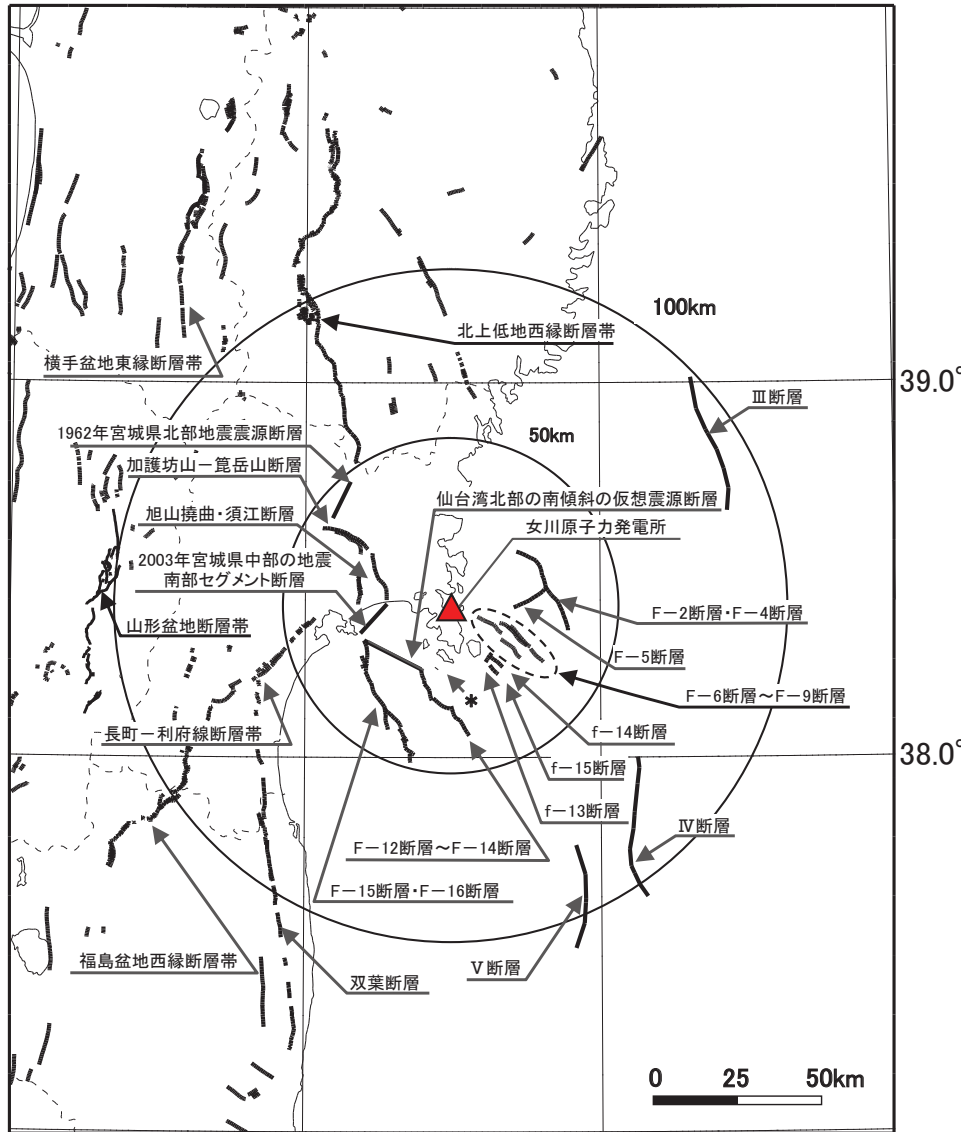 100km
北上低地西縁断層帯
横手盆地東縁断層帯
39.0°
Ⅲ断層
1962年宮城県北部地震震源断層
50km
加護坊山－箟岳山断層
仙台湾北部の南傾斜の仮想震源断層
旭山撓曲・須江断層
女川原子力発電所
2003年宮城県中部の地震
南部セグメント断層
山形盆地断層帯
F－2断層・F－4断層
F－5断層
F－6断層～F－9断層
＊
長町－利府線断層帯
f－14断層
38.0°
f－15断層
f－13断層
Ⅳ断層
F－12断層～F－14断層
F－15断層・F－16断層
福島盆地西縁断層帯
双葉断層
Ⅴ断層
0 25 50km